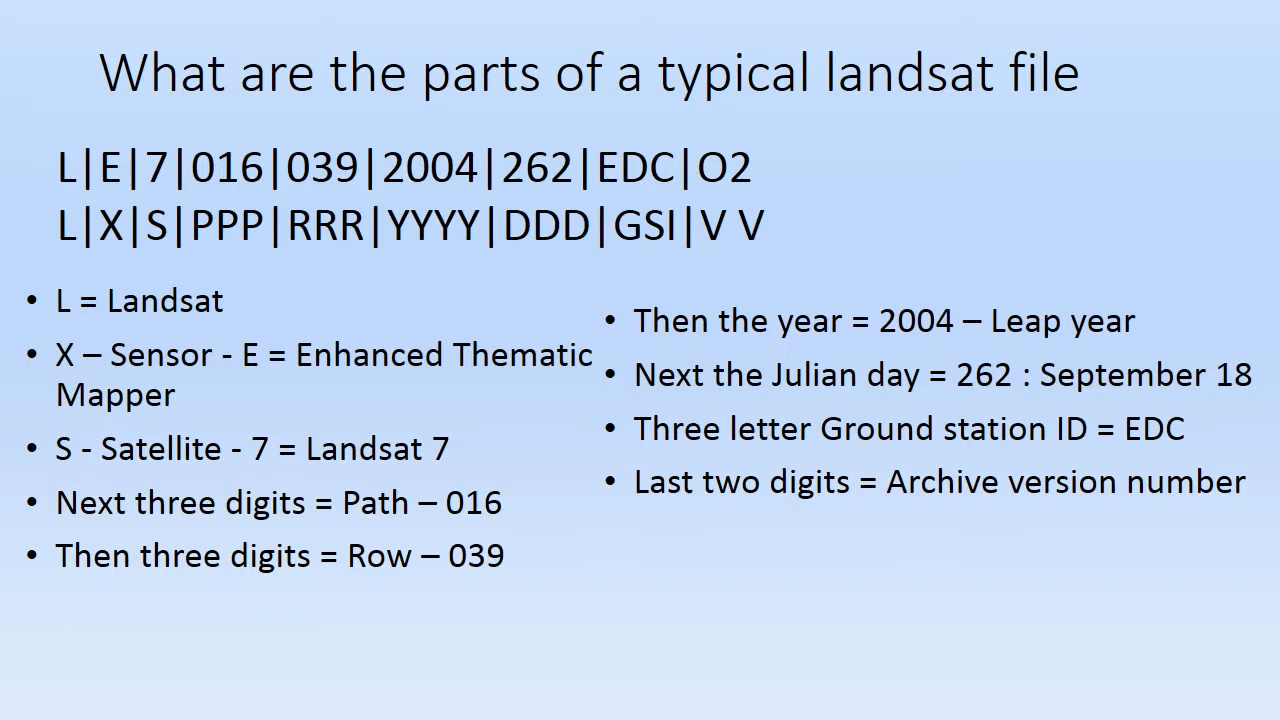 What are the parts of a typical landsat file
L|E|7|016|039|2004|262|EDC|O2
L|X|S|PPP|RRR|YYYY|DDD|GSI|V V
• L = Landsat
• X – Sensor - E = Enhanced Thematic
Mapper
• S - Satellite - 7 = Landsat 7
• Next three digits = Path – 016
• Then three digits = Row – 039
• Then the year = 2004 – Leap year
• Next the Julian day = 262 : September 18
• Three letter Ground station ID = EDC
• Last two digits = Archive version number